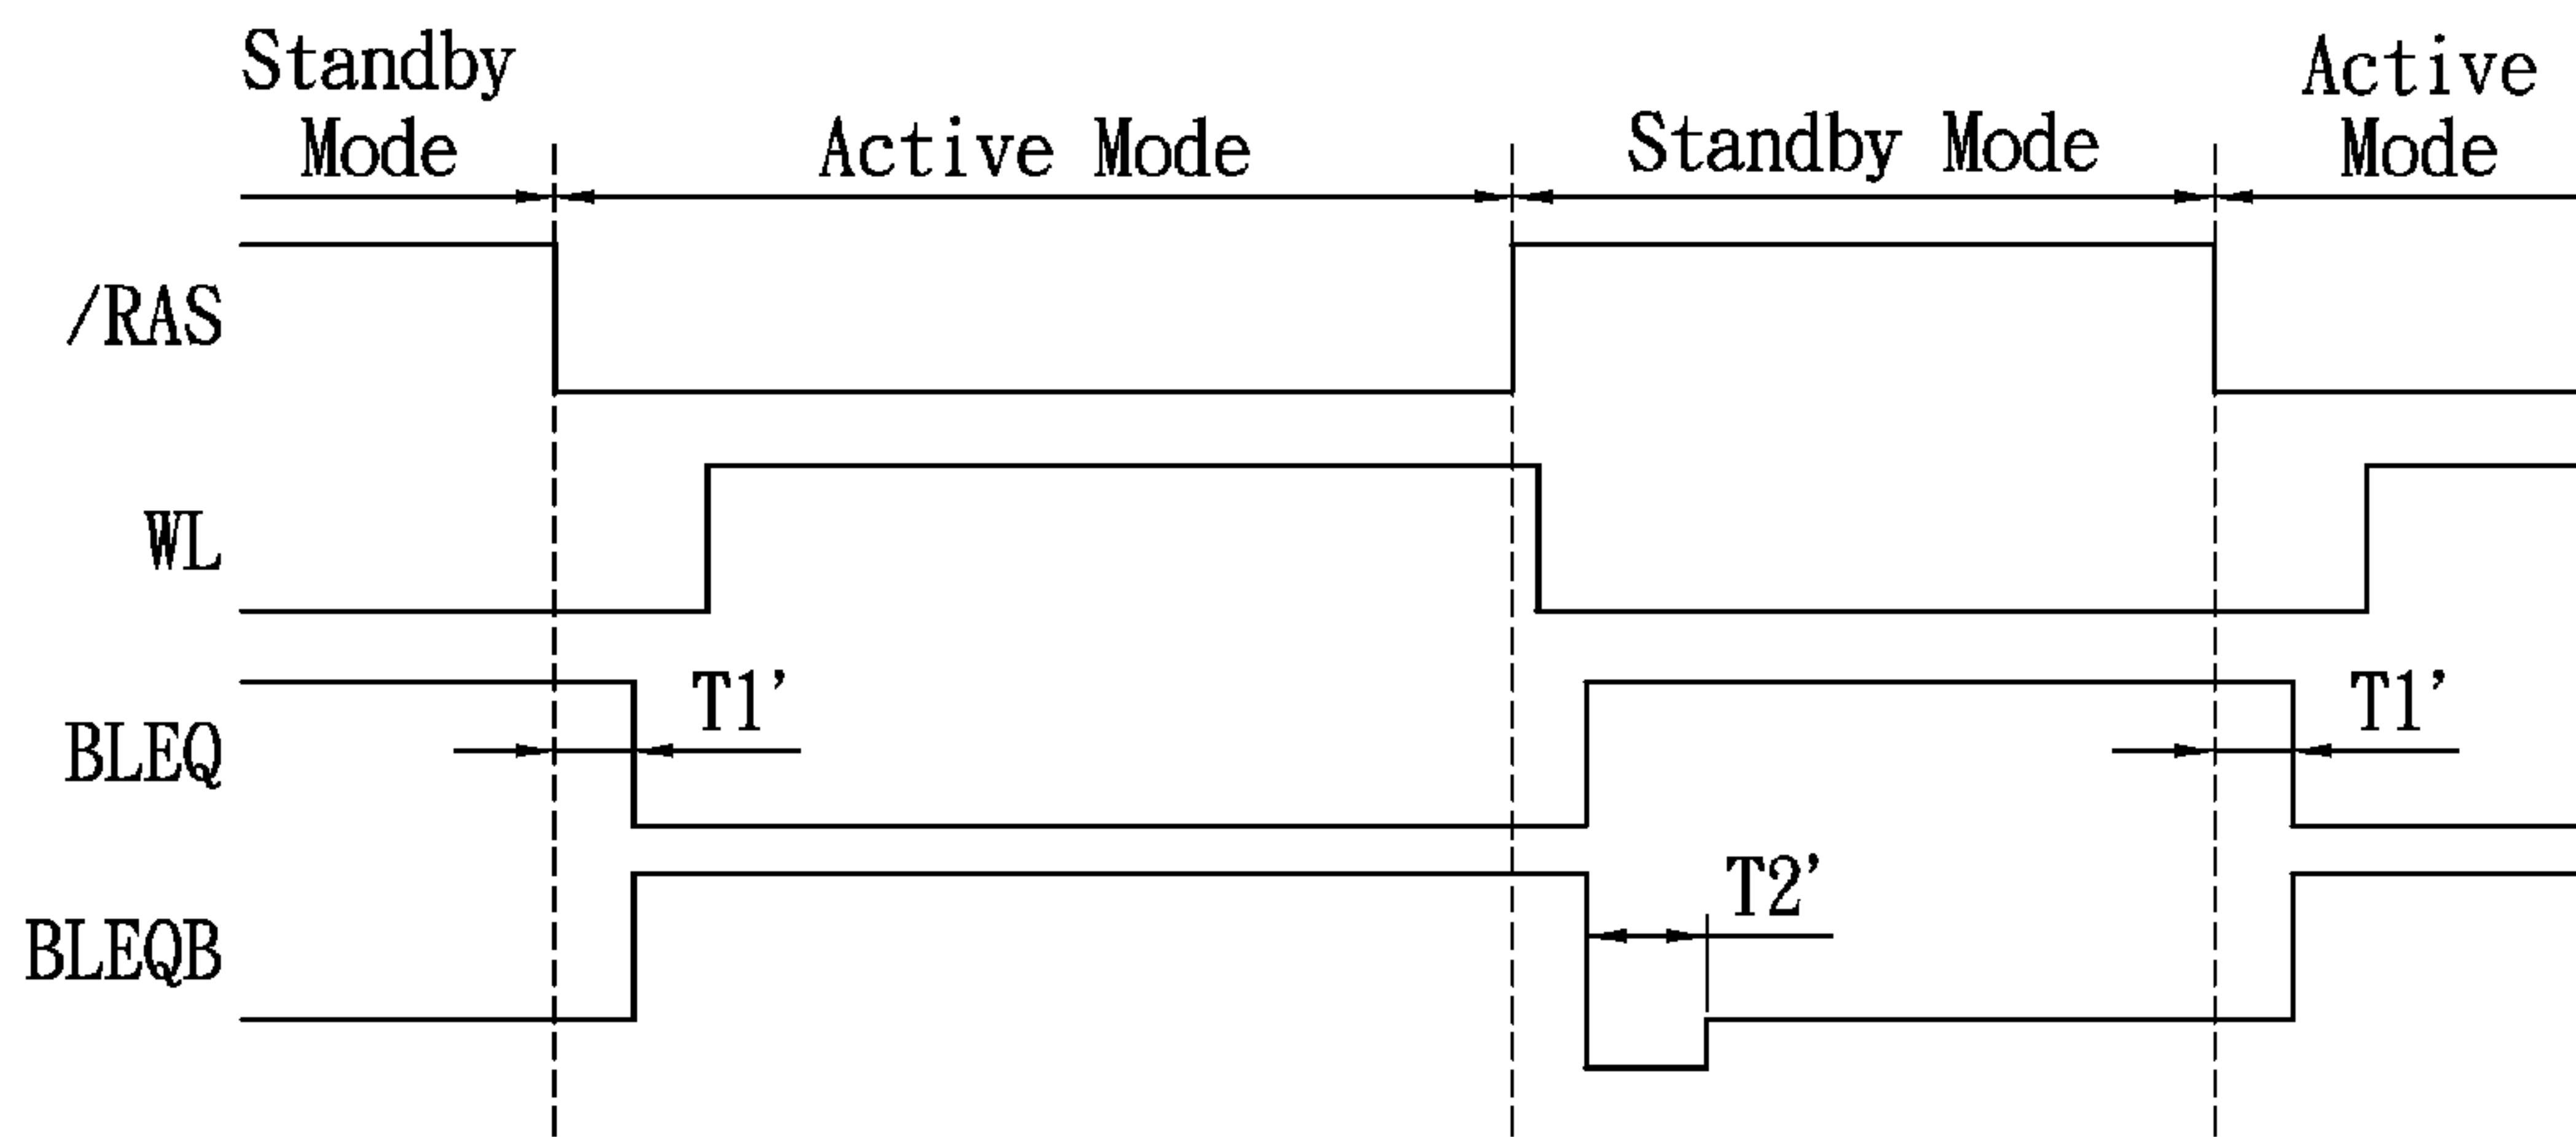 Standby
Mode
Active Mode
Standby Mode
Active
Mode
/RAS
WL
BLEQ
T1’
T1’
BLEQB
T2’